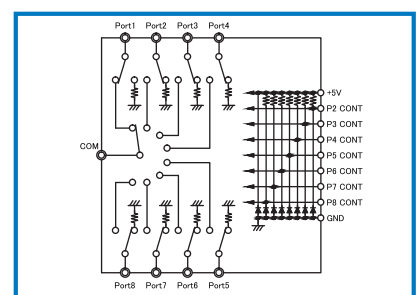 Port1 Port2 Port3 Port4
+5V
P2 CONT
P3 CONT
P4 CONT
COM
P5 CONT
P6 CONT
P7 CONT
P8 CONT
GND
Port8 Port7 Port6 Port5